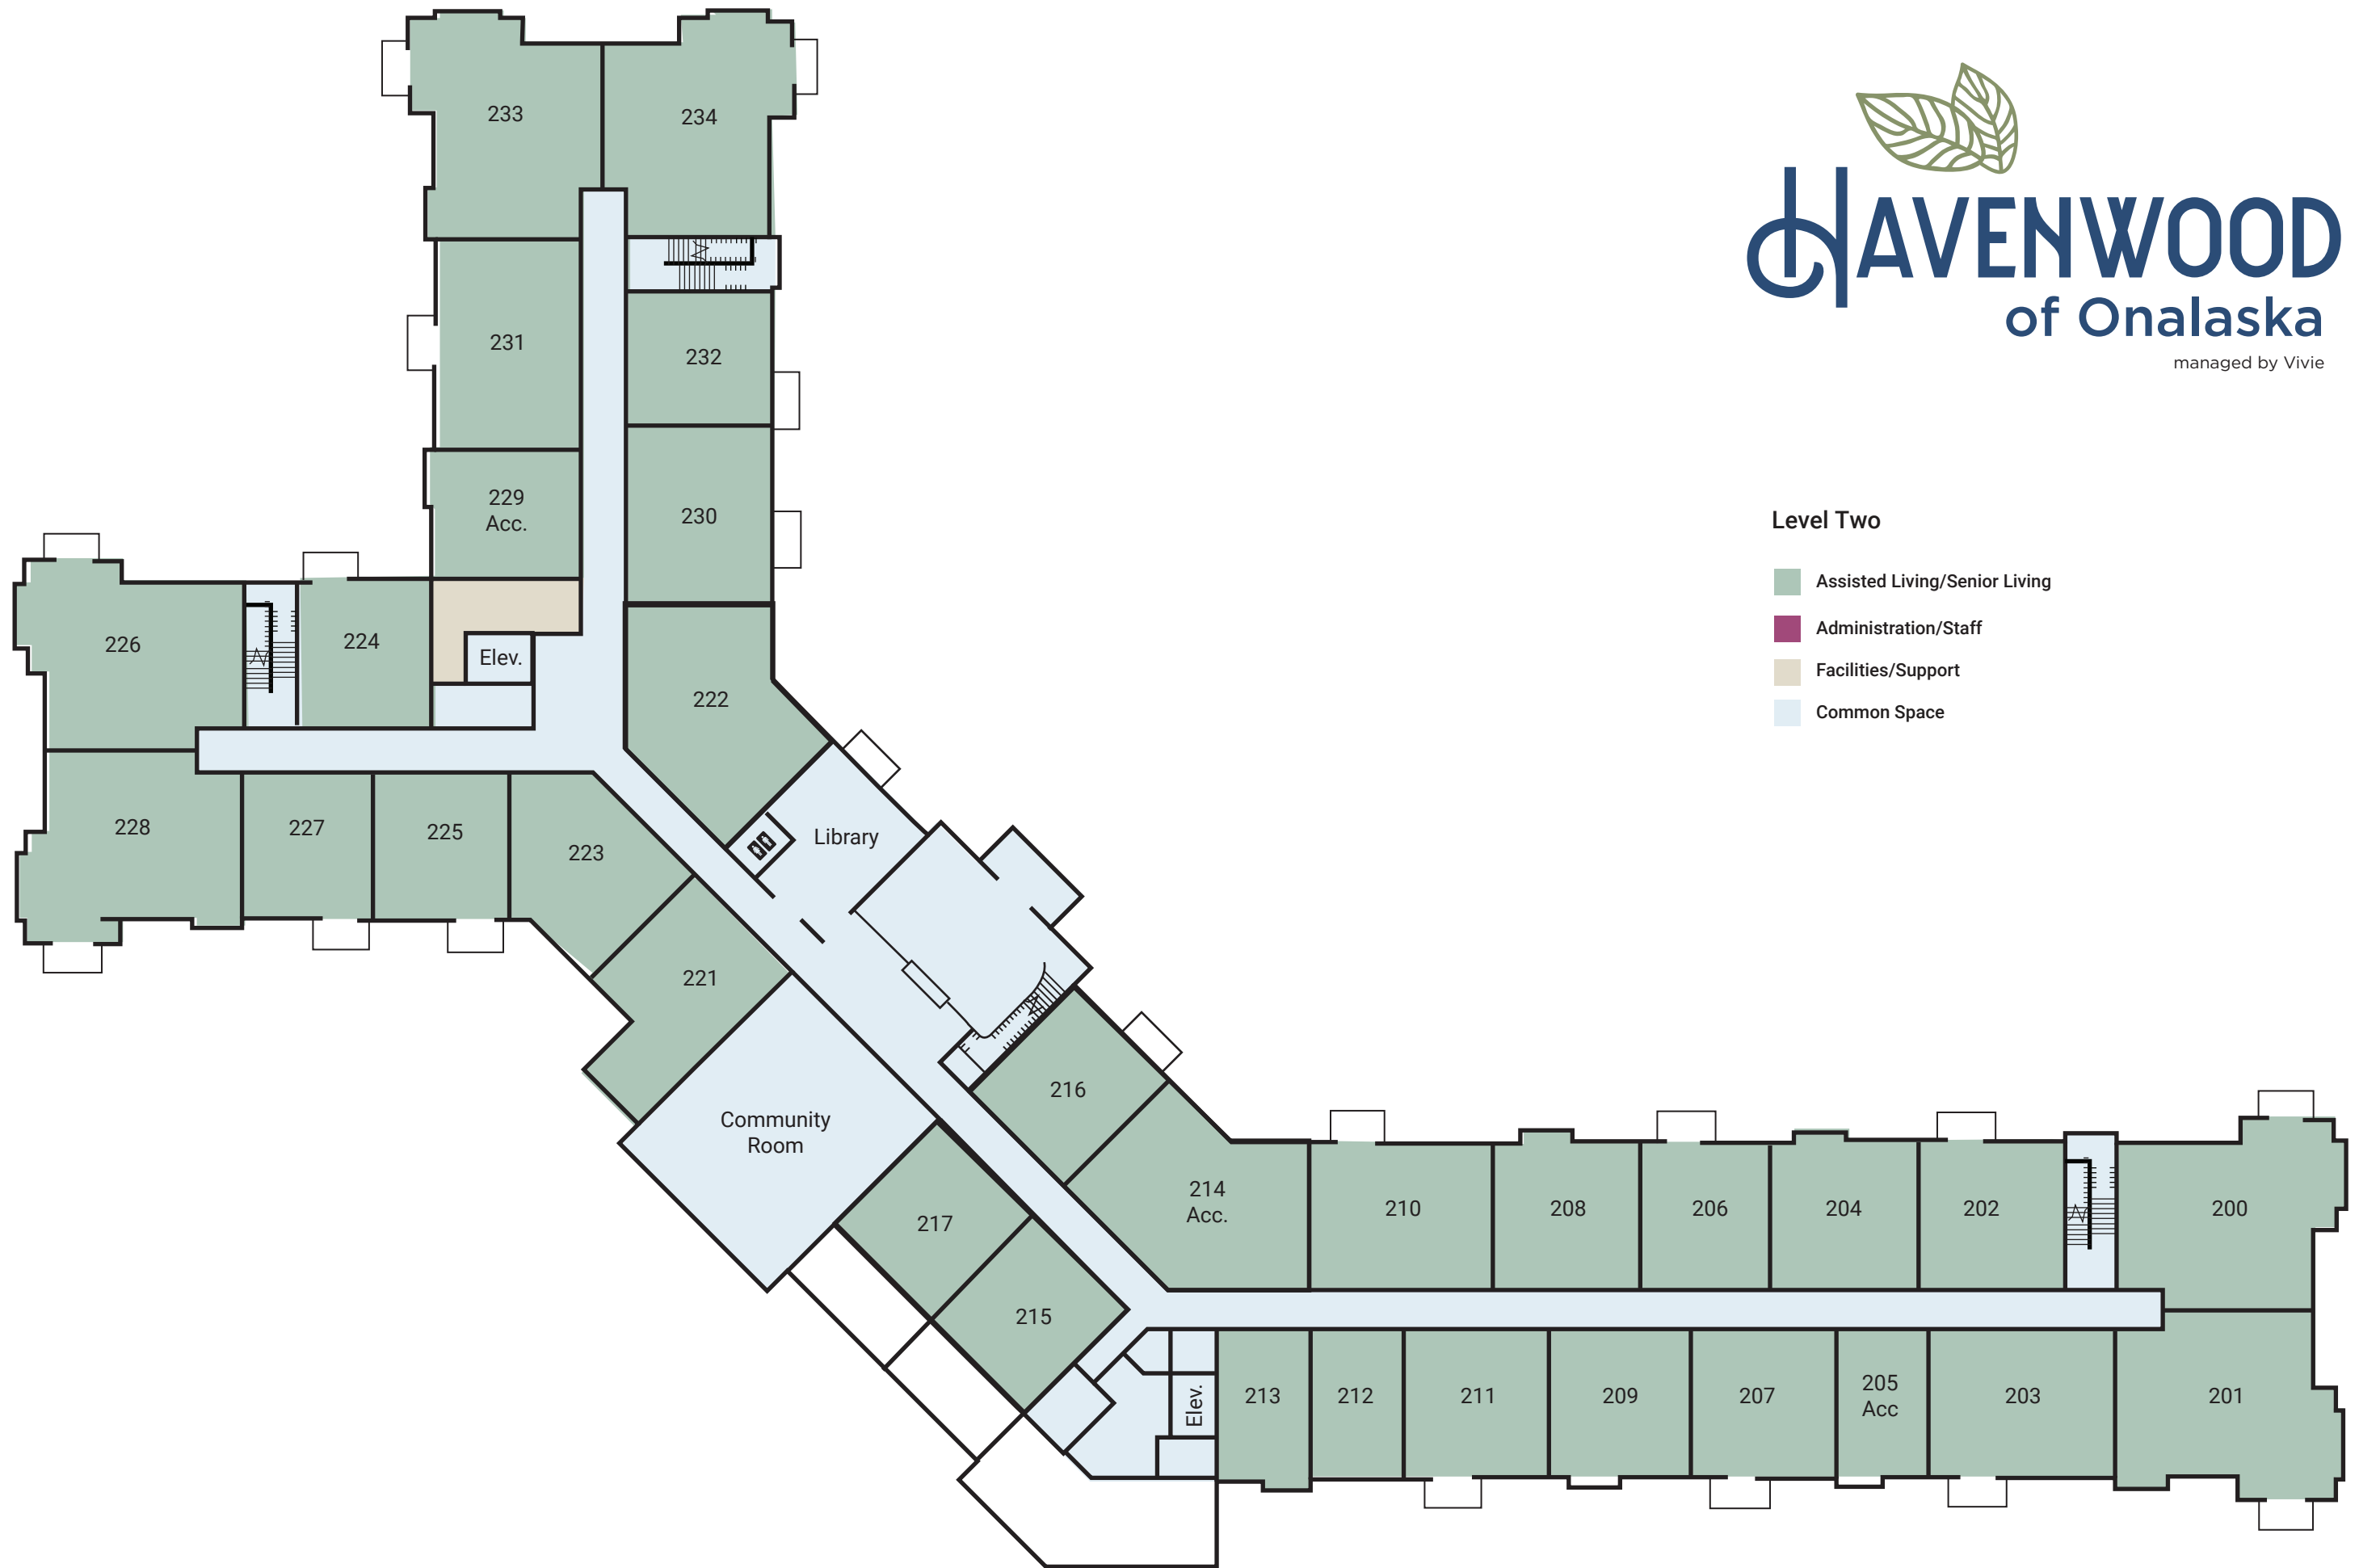 233
234
HAVENWOOD
of Onalaska
managed by Vivie
231
232
229
Acc.
230
Level Two
Assisted Living/Senior Living
Administration/Staff
Facilities/Support
Common Space
226
224
Elev.
222
228
227
225
223
Library
221
216
Community
Room
217
214
Acc.
210
208
206
204
202
200
215
213
212
211
209
207
205
Acc
203
201
Elev.